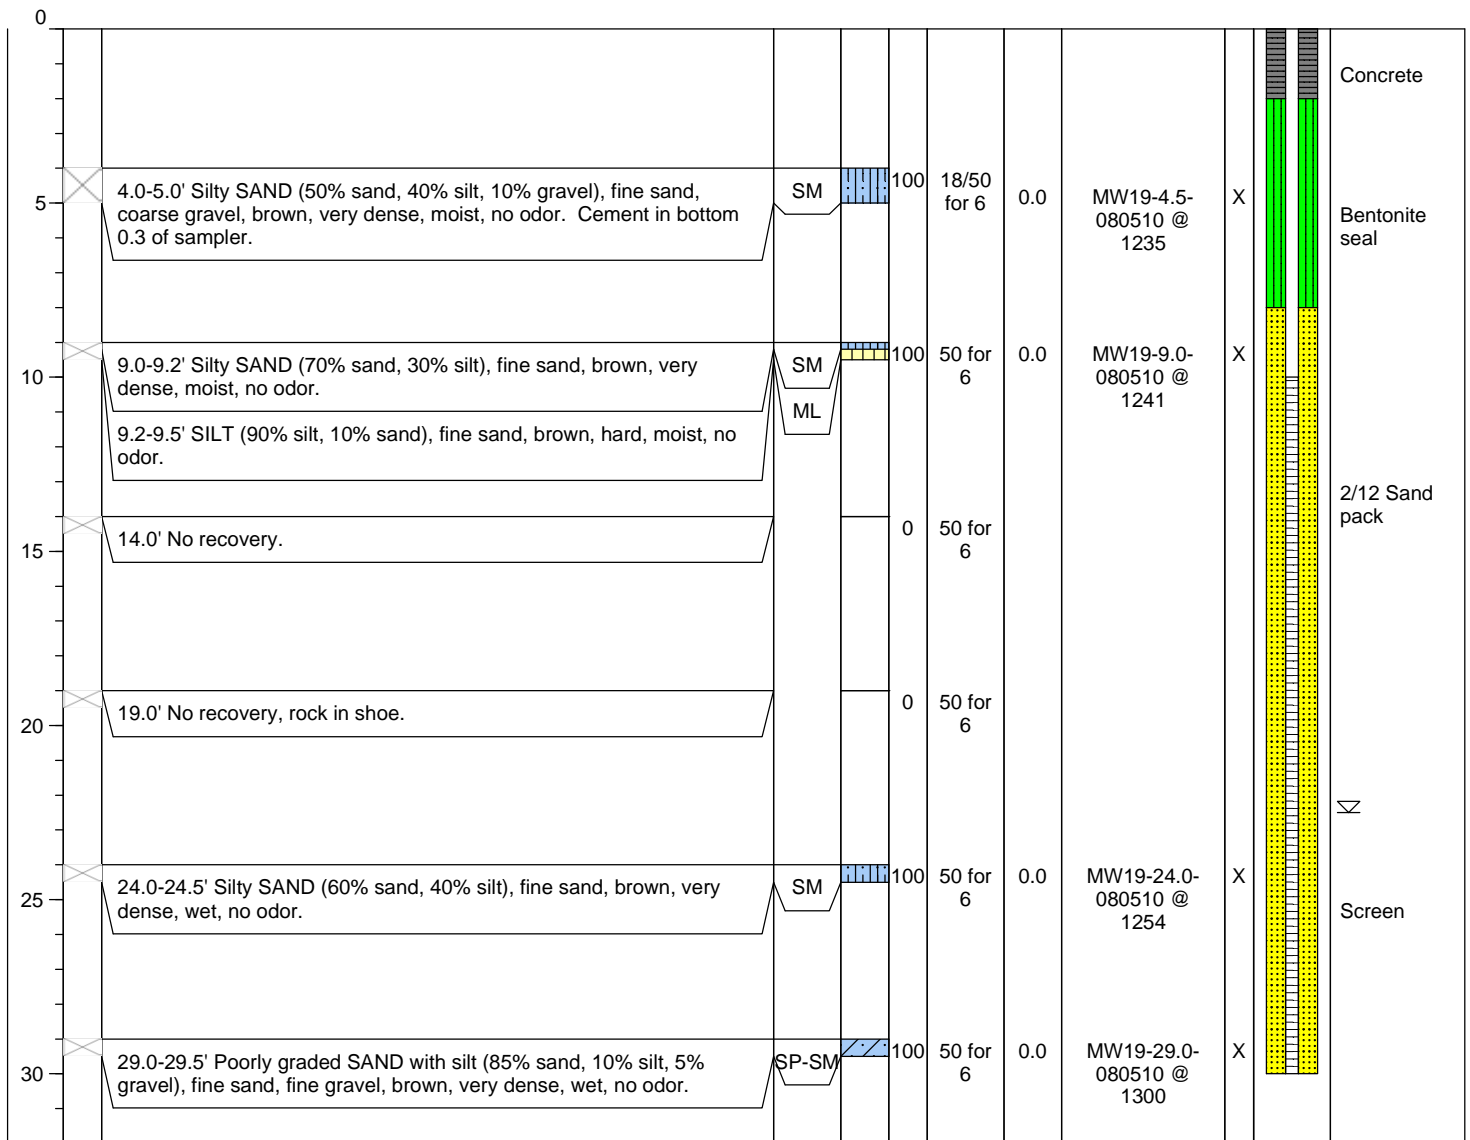 0
Concrete
4.0-5.0' Silty SAND (50% sand, 40% silt, 10% gravel), fine sand,
coarse gravel, brown, very dense, moist, no odor. Cement in bottom
0.3 of sampler.
SM
100
18/50
for 6
0.0
MW19-4.5-
080510 @
1235
X
5
Bentonite
seal
9.0-9.2' Silty SAND (70% sand, 30% silt), fine sand, brown, very
dense, moist, no odor.
SM
100
50 for
6
0.0
MW19-9.0-
080510 @
1241
X
10
ML
9.2-9.5' SILT (90% silt, 10% sand), fine sand, brown, hard, moist, no
odor.
2/12 Sand
pack
14.0' No recovery.
0
50 for
6
15
19.0' No recovery, rock in shoe.
0
50 for
6
20
24.0-24.5' Silty SAND (60% sand, 40% silt), fine sand, brown, very
dense, wet, no odor.
SM
100
50 for
6
0.0
MW19-24.0-
080510 @
1254
X
25
Screen
29.0-29.5' Poorly graded SAND with silt (85% sand, 10% silt, 5%
gravel), fine sand, fine gravel, brown, very dense, wet, no odor.
SP-SM
100
50 for
6
0.0
MW19-29.0-
080510 @
1300
X
30